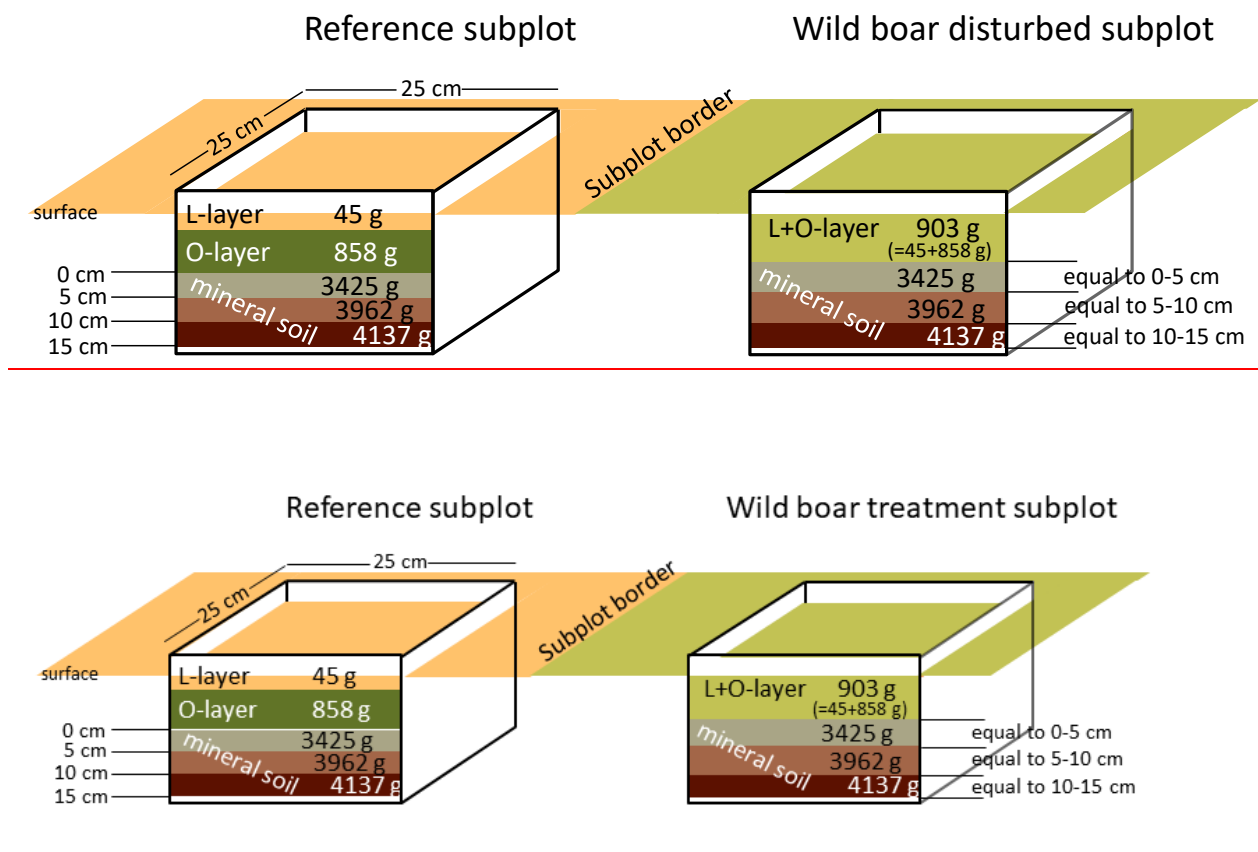 Reference subplot
Wild boar disturbed subplot
25 cm
25 cm
Subplot border
surface
L-layer 45 g
O-layer 858 g
0 cm
5 cm
10 cm
15 cm
mineral soil
3425 g
3962 g
4137 g
L+O-layer 903 g
(=45+858 g)
mineral soil
3425 g
3962 g
4137 g
equal to 0-5 cm
equal to 5-10 cm
equal to 10-15 cm
Reference subplot
Wild boar treatment subplot
25 cm
25 cm
Subplot border
surface
L-layer 45 g
O-layer 858 g
0 cm
5 cm
10 cm
15 cm
mineral soil
3425 g
3962 g
4137 g
L+O-layer 903 g
(=45+858 g)
mineral soil
3425 g
3962 g
4137 g
equal to 0-5 cm
equal to 5-10 cm
equal to 10-15 cm